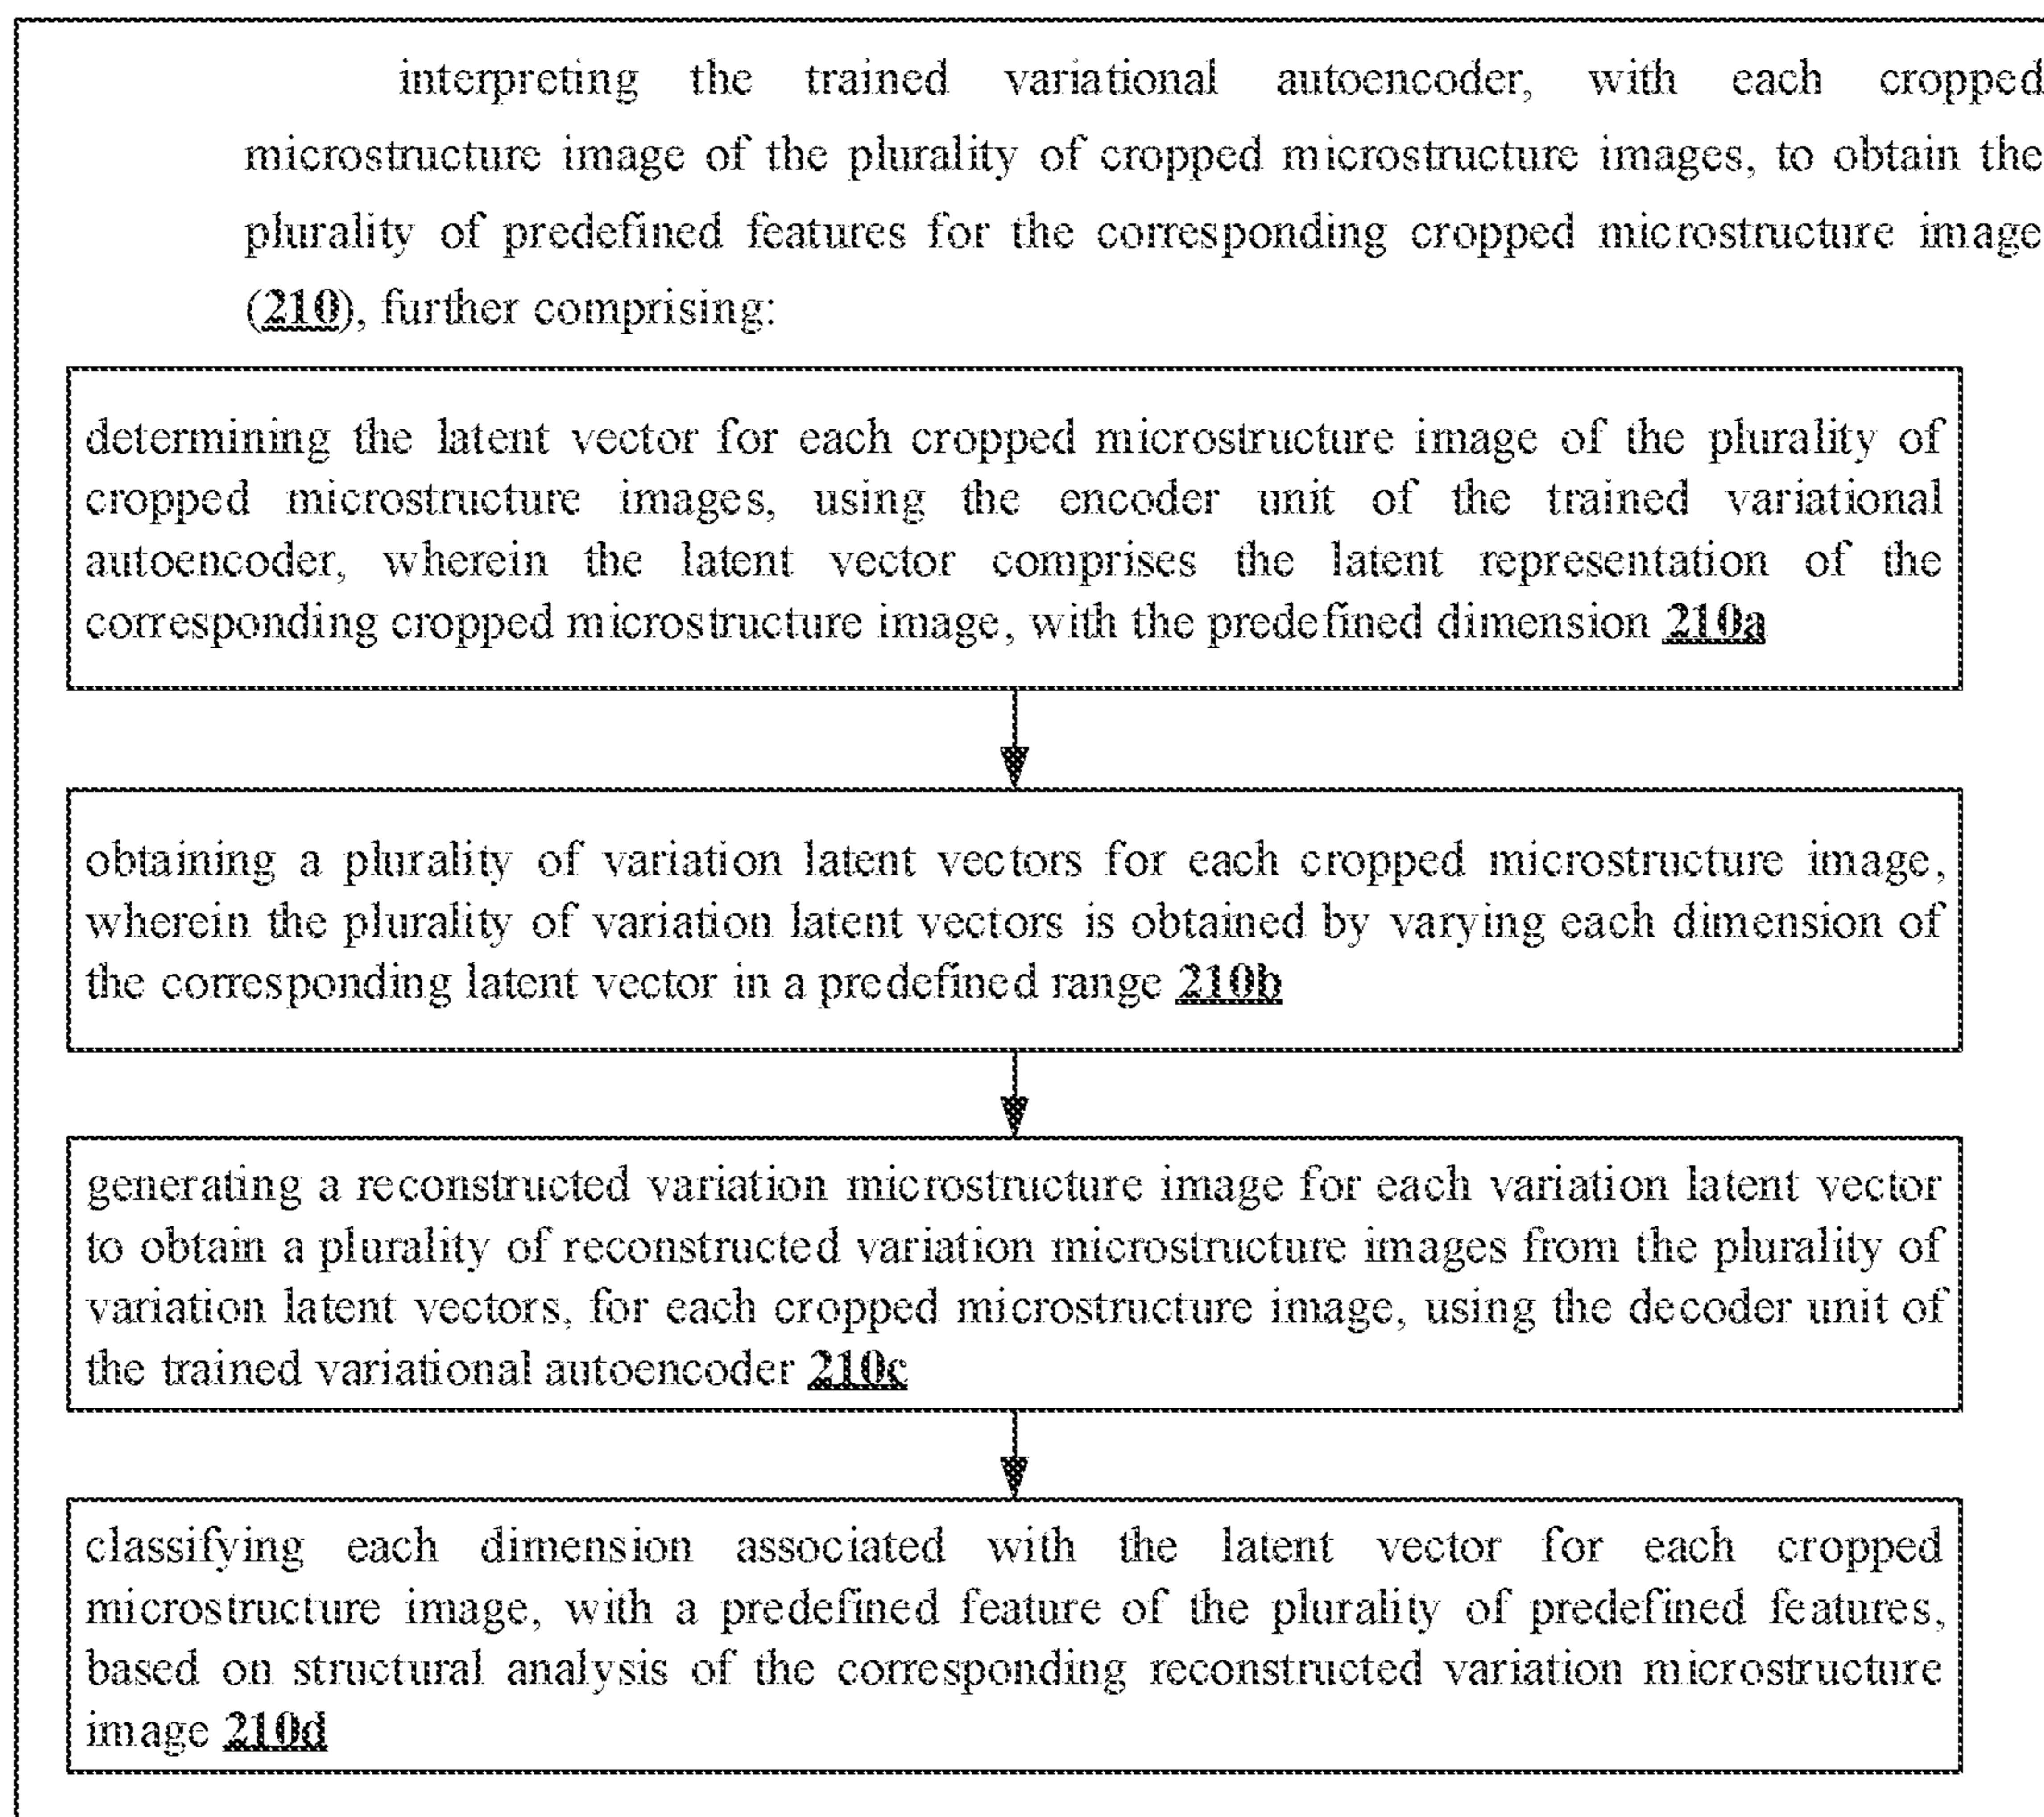 interpreting the trained variational autoencoder, with each cropped
microstructure image of the plurality of cropped microstructure images, to obtain the
plurality of predefined features for the corresponding cropped microstructure image
(210), further comprising:
determining the latent vector for each cropped microstructure image of the plurality of
cropped microstructure images, using the encoder unit of the trained variational
autoencoder, wherein the latent vector comprises the latent representation of the
corresponding cropped microstructure image, with the predefined dimension 210a
obtaining a plurality of variation latent vectors for each cropped microstructure image,
wherein the plurality of variation latent vectors is obtained by varying each dimension of
the corresponding latent vector in a predefined range 210b
generating a reconstructed variation microstructure image for each variation latent vector
to obtain a plurality of reconstructed variation microstructure images from the plurality of
variation latent vectors, for each cropped microstructure image, using the decoder unit of
the trained variational autoencoder 210c
classifying each dimension associated with the latent vector for each cropped
microstructure image, with a predefined feature of the plurality of predefined features,
based on structural analysis of the corresponding reconstructed variation microstructure
image 210d